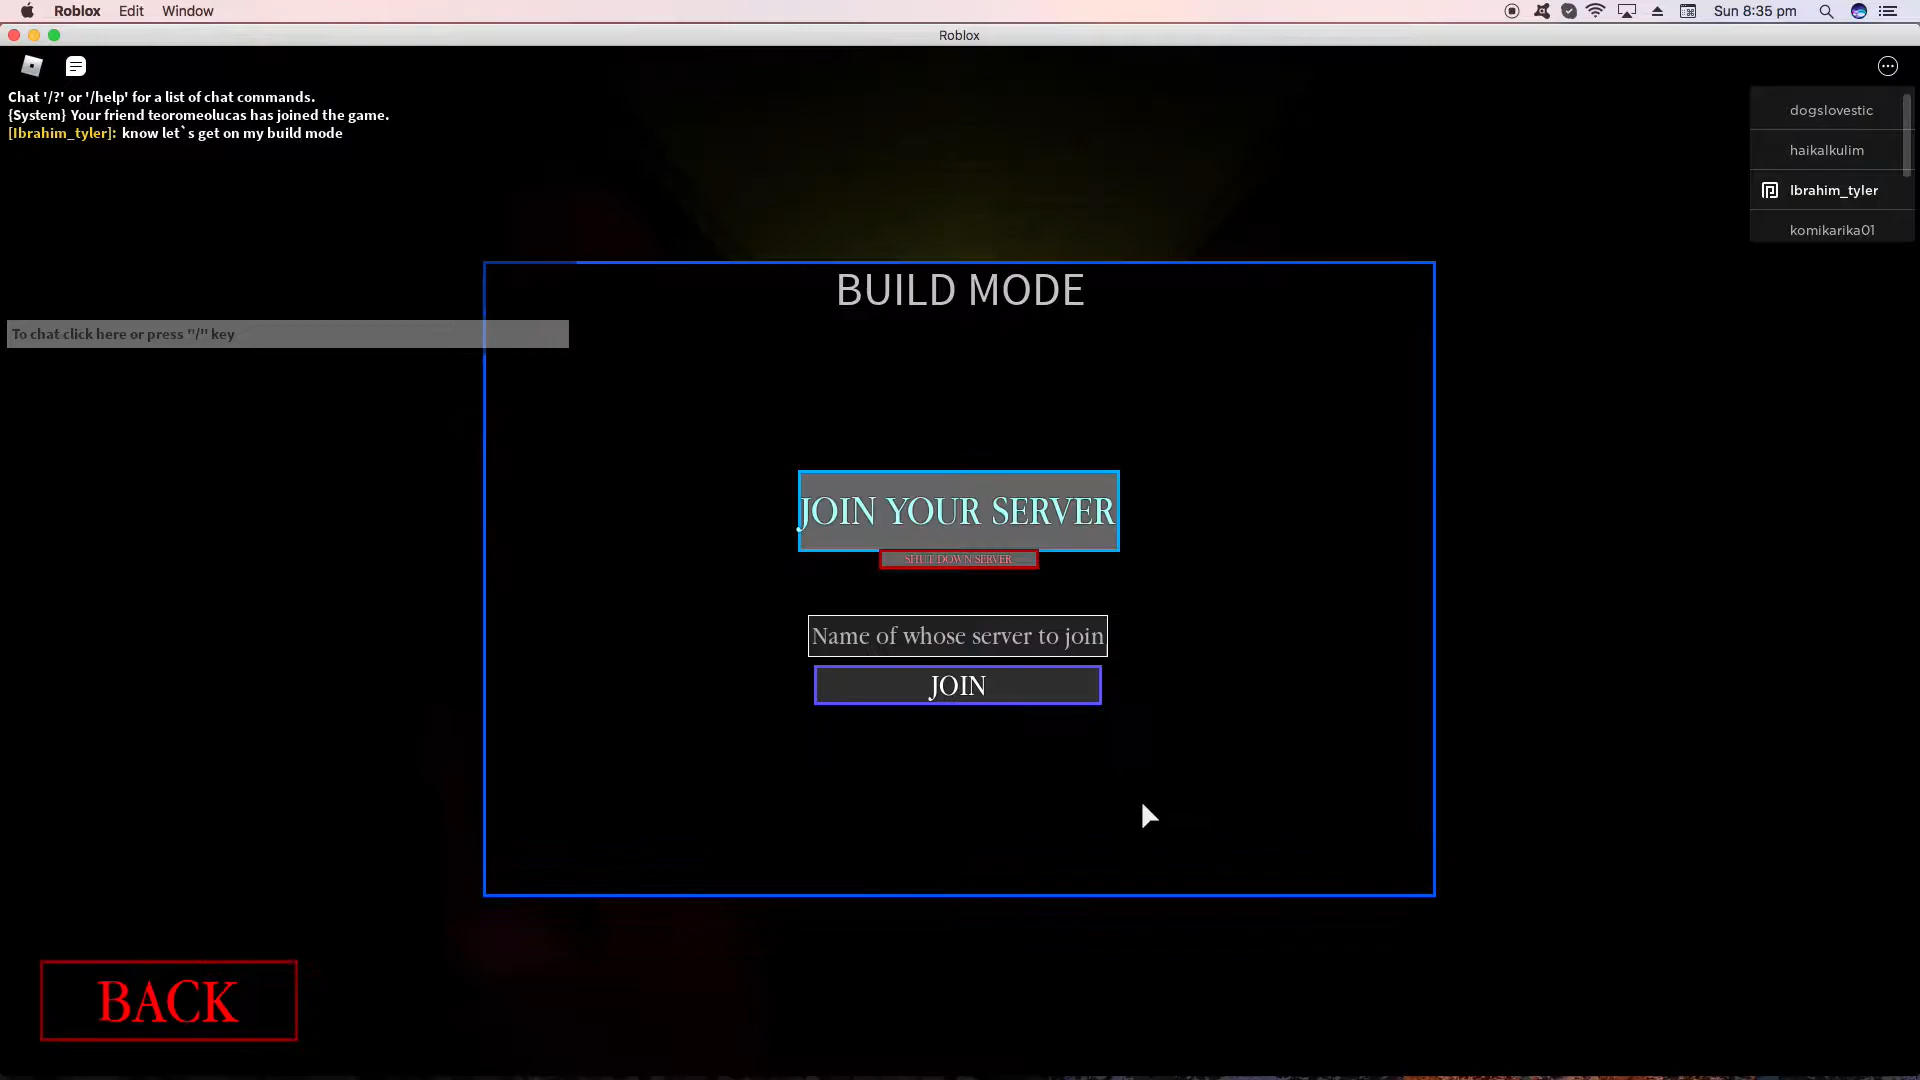 Roblox Edit Window Sun 8:35 pm
Roblox
Chat '/?' or '/help' for a list of chat commands.
{System} Your friend teoromeolucas has joined the game.
[Ibrahim_tyler]: know let`s get on my build mode
dogslovestic
haikalkulim
Ibrahim_tyler
komikarika01
To chat click here or press "/" key
BUILD MODE
JOIN YOUR SERVER
SHUT DOWN SERVER
Name of whose server to join
JOIN
BACK